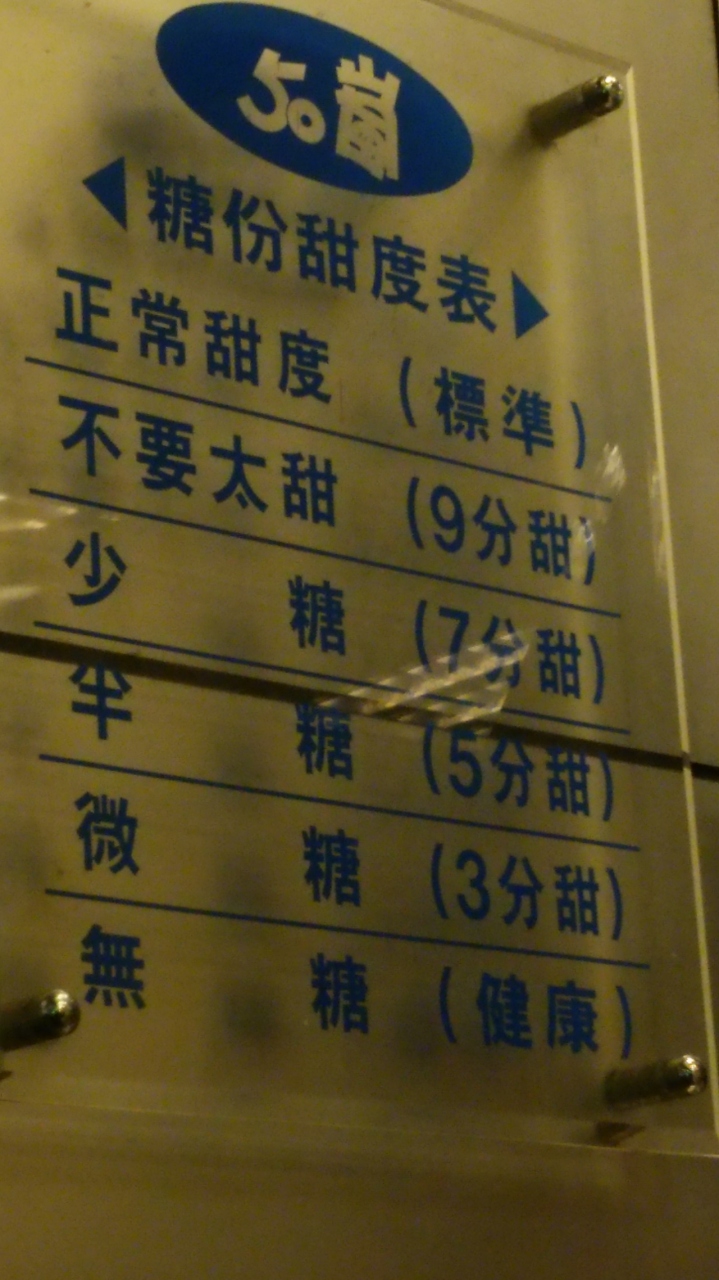 50嵐
◀糖份甜度表▶
正常甜度 (標準)
不要太甜 (9分甜)
少 糖 (7分甜)
半 糖 (5分甜)
微 糖 (3分甜)
無 糖 (健康)